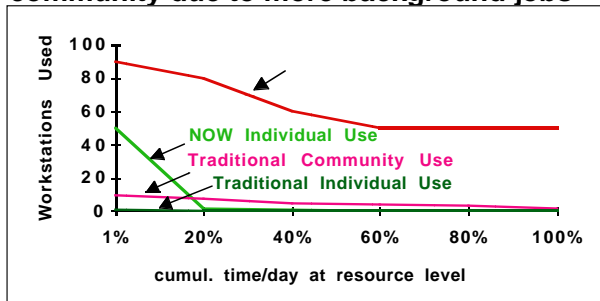 community due to more background jobs
100
80
60
40
20
0
Workstations Used
NOW Individual Use
Traditional Community Use
Traditional Individual Use
1% 20% 40% 60% 80% 100%
cumul. time/day at resource level